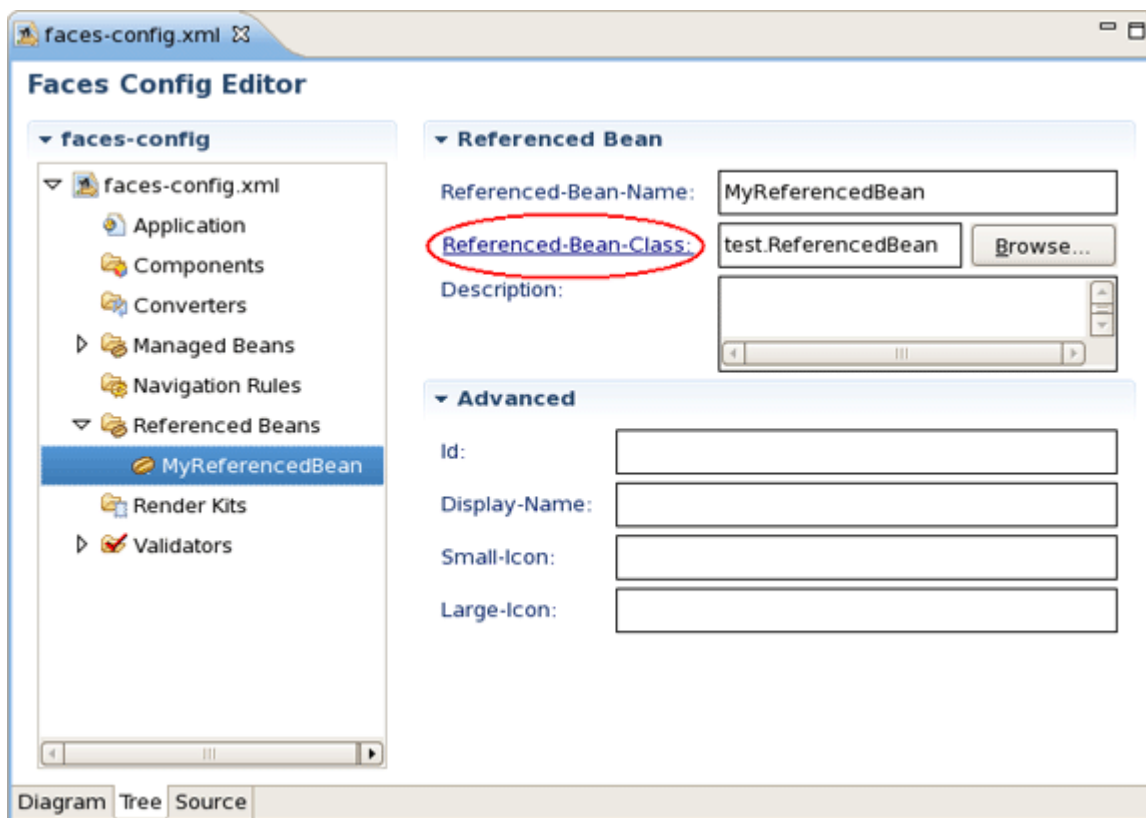 faces-config.xml
Faces Config Editor
faces-config
faces-config.xml
Application
Components
Converters
Managed Beans
Navigation Rules
Referenced Beans
MyReferencedBean
Render Kits
Validators
Referenced Bean
Referenced-Bean-Name: MyReferencedBean
Referenced-Bean-Class: test.ReferencedBean Browse...
Description:
Advanced
Id:
Display-Name:
Small-Icon:
Large-Icon:
Diagram Tree Source